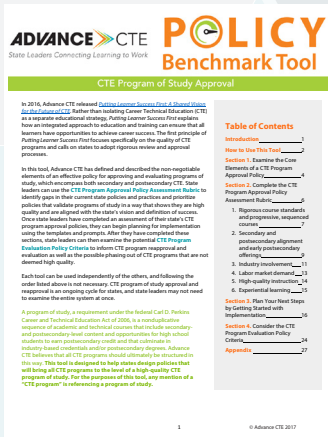 ADVANCE CTE
State Leaders Connecting Learning to Work
POLICY
Benchmark Tool
CTE Program of Study Approval
In 2016, Advance CTE released Putting Learner Success First: A Shared Vision
for the Future of CTE. Rather than isolating Career Technical Education (CTE)
as a separate educational strategy, Putting Learner Success First explains
how an integrated approach to education and training can ensure that all
learners have opportunities to achieve career success. The first principle of
Putting Learner Success First focuses specifically on the quality of CTE
programs and calls on states to adopt rigorous review and approval
processes.
In this tool, Advance CTE has defined and described the non-negotiable
elements of an effective policy for approving and evaluating programs of
study, which encompass both secondary and postsecondary CTE. State
leaders can use the CTE Program Approval Policy Assessment Rubric to
identify gaps in their current state policies and practices and prioritize
policies that validate programs of study in a way that shows they are high
quality and are aligned with the state's vision and definition of success.
Once state leaders have completed an assessment of their state's CTE
program approval policies, they can begin planning for implementation
using the templates and prompts. After they have completed these
sections, state leaders can then examine the potential CTE Program
Evaluation Policy Criteria to inform CTE program reapproval and
evaluation as well as the possible phasing out of CTE programs that are not
deemed high quality.
Each tool can be used independently of the others, and following the
order listed above is not necessary. CTE program of study approval and
reapproval is an ongoing cycle for states, and state leaders may not need
to examine the entire system at once.
A program of study, a requirement under the federal Carl D. Perkins
Career and Technical Education Act of 2006, is a nonduplicative
sequence of academic and technical courses that include secondary-
and postsecondary-level content and opportunities for high school
students to earn postsecondary credit and that culminate in
industry-based credentials and/or postsecondary degrees. Advance
CTE believes that all CTE programs should ultimately be structured in
this way. This tool is designed to help states design policies that
will bring all CTE programs to the level of a high-quality CTE
program of study. For the purposes of this tool, any mention of a
"CTE program" is referencing a program of study.
Table of Contents
Introduction 1
How to Use This Tool 2
Section 1. Examine the Core
Elements of a CTE Program
Approval Policy 4
Section 2. Complete the CTE
Program Approval Policy
Assessment Rubric 6
1. Rigorous course standards
and progressive, sequenced
courses 7
2. Secondary and
postsecondary alignment
and early postsecondary
offerings 9
3. Industry involvement 11
4. Labor market demand 13
5. High-quality instruction 14
6. Experiential learning 15
Section 3. Plan Your Next Steps
by Getting Started with
Implementation 16
Section 4. Consider the CTE
Program Evaluation Policy
Criteria 24
Appendix 27
1
© Advance CTE 2017